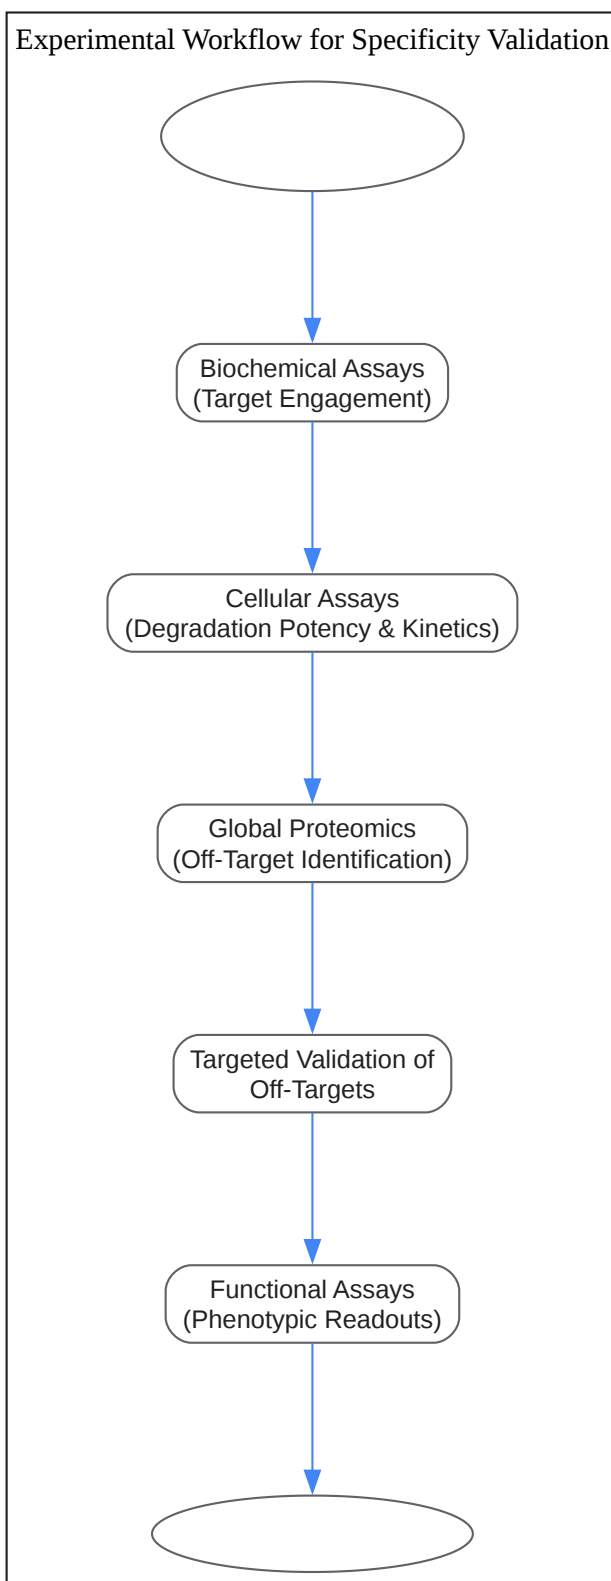 Experimental Workflow for Specificity Validation
Biochemical Assays
(Target Engagement)
Cellular Assays
(Degradation Potency & Kinetics)
Global Proteomics
(Off-Target Identification)
Targeted Validation of
Off-Targets
Functional Assays
(Phenotypic Readouts)